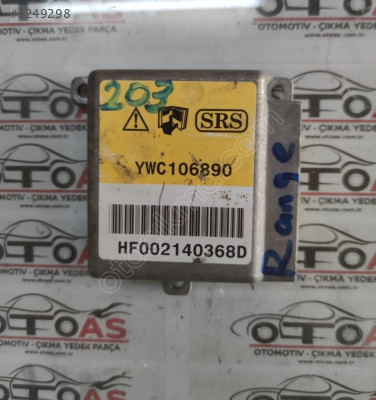 249298
203
SRS
YWC106890
HF002140368D
Range
OTOAS
OTOMOTİV - ÇIKMA YEDEK PARÇA